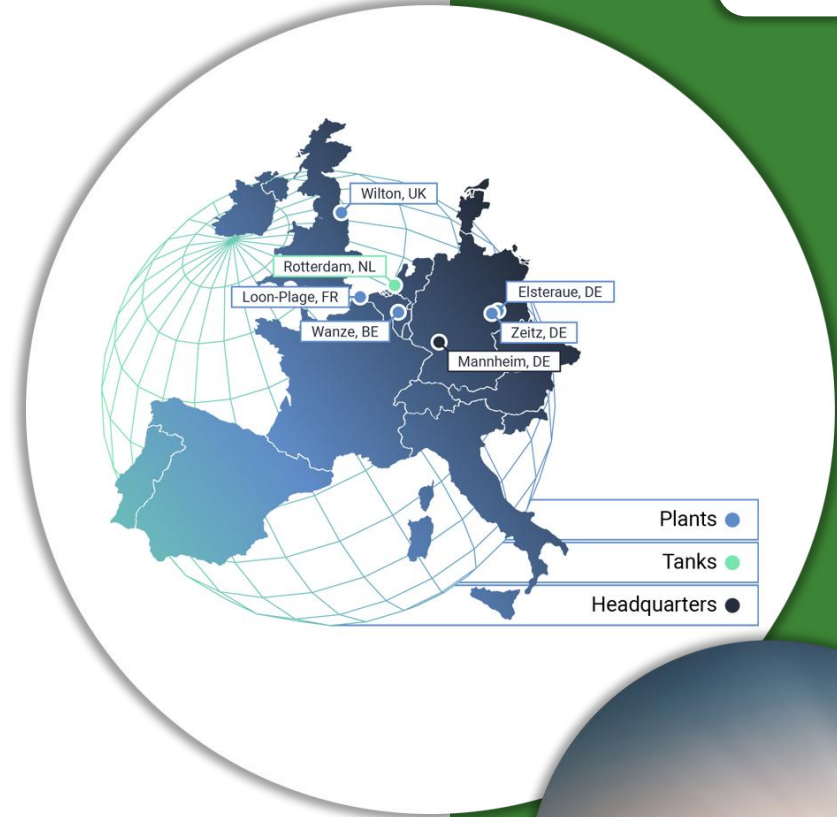 Wilton, UK
Rotterdam, NL
Loon-Plage, FR
Elsteraue, DE
Wanze, BE
Zeitz, DE
Mannheim, DE
Plants
Tanks
Headquarters